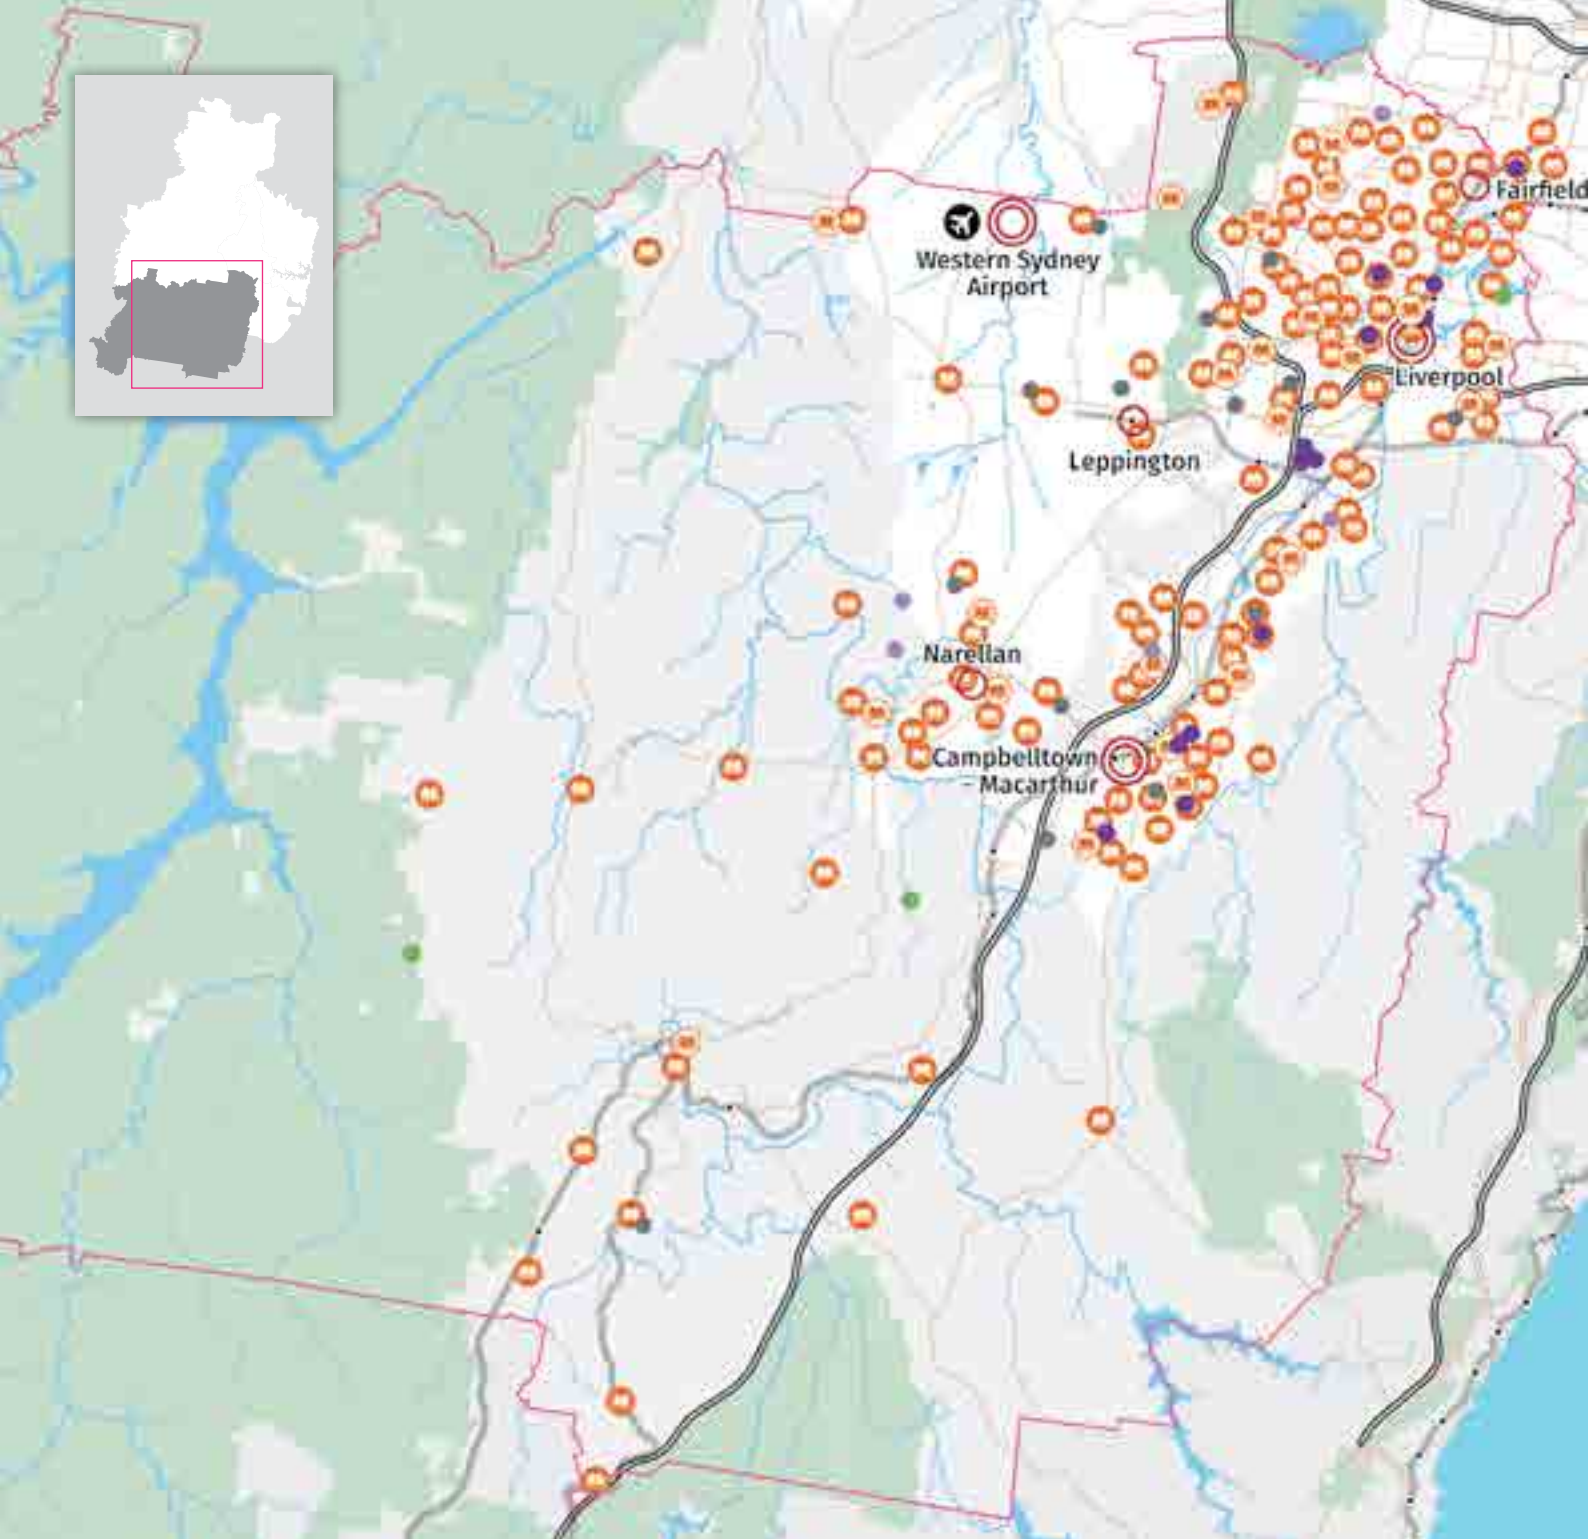 Fairfield
Western Sydney
Airport
Liverpool
Leppington
Narellan
Campbelltown
- Macarthur